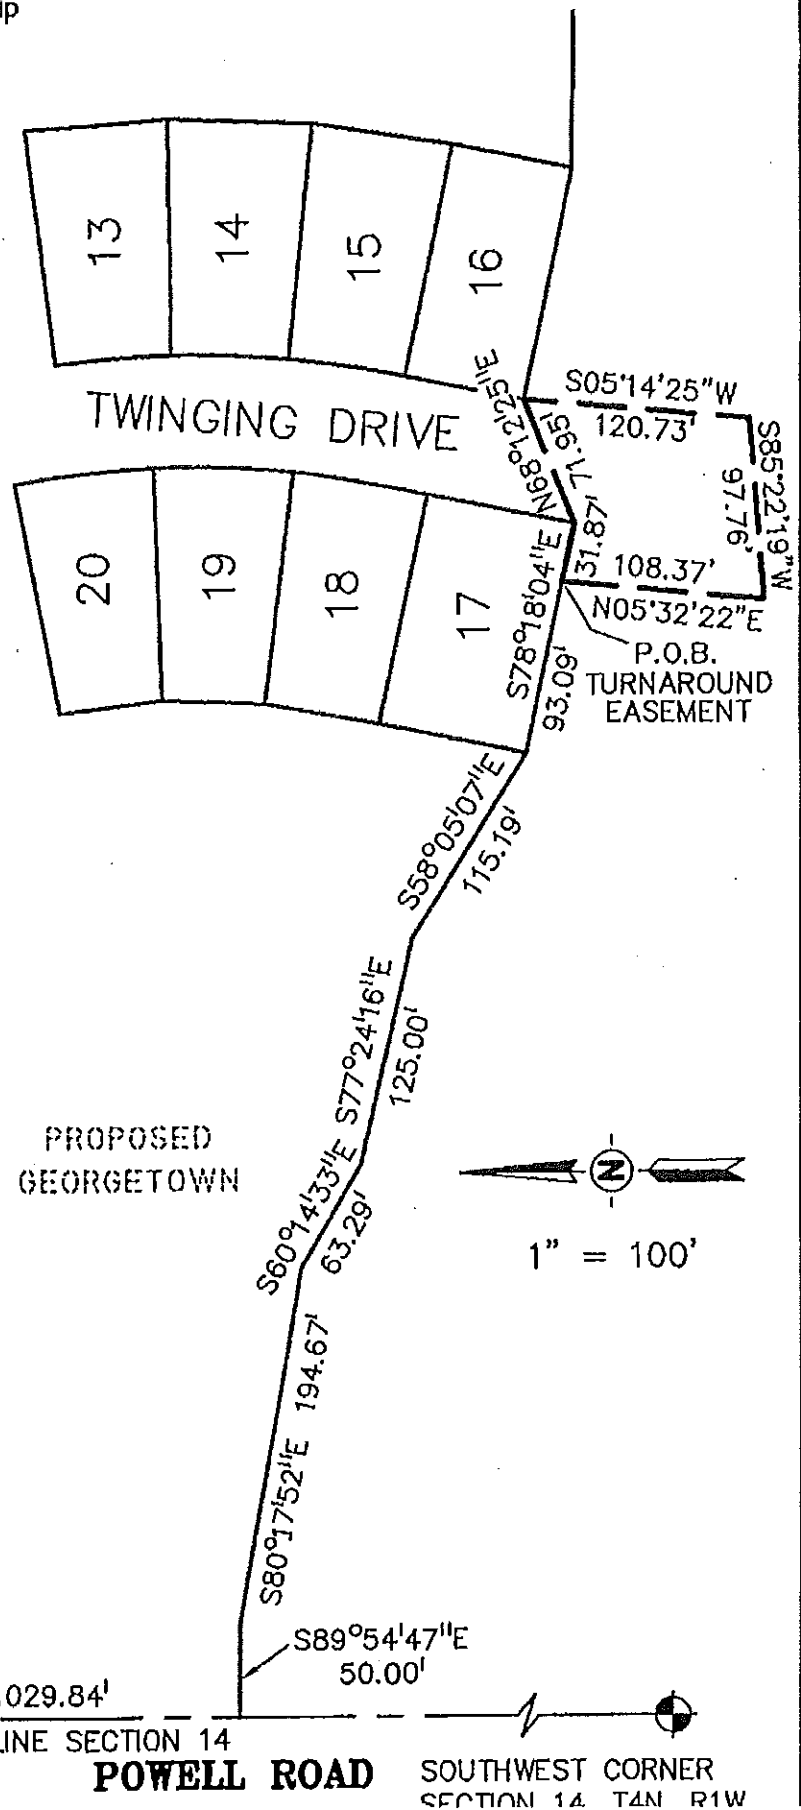 13
14
15
16
TWINGING DRIVE
N68°12'25"E
71.95'
S05°14'25"W
120.73'
S85°22'19"W
97.76'
20
19
18
17
S78°18'04"E
31.87'
93.09'
108.37'
N05°32'22"E
P.O.B.
TURNAROUND
EASEMENT
S58°05'07"E
115.19'
S77°24'16"E
125.00'
PROPOSED
GEORGETOWN
S60°14'33"E
63.29'
N
1" = 100'
S80°17'52"E 194.67'
S89°54'47"E
50.00'
029.84'
LINE SECTION 14
POWELL ROAD
SOUTHWEST CORNER
SECTION 14, T4N, R1W